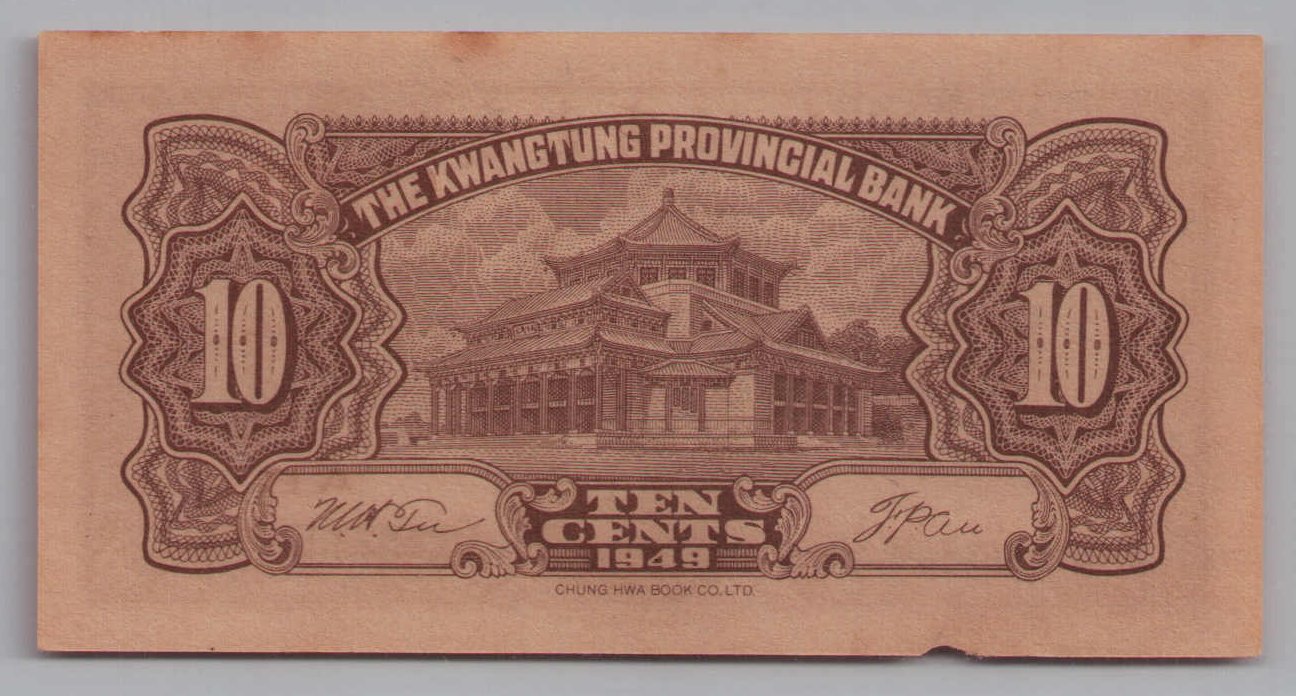 THE KWANGTUNG PROVINCIAL BANK
10 10
TEN
CENTS
1949
CHUNG HWA BOOK CO. LTD.